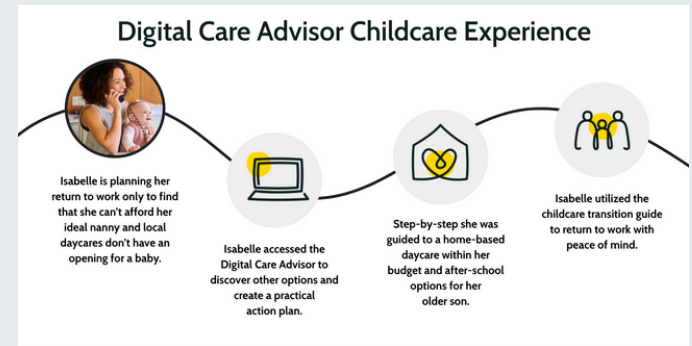 Digital Care Advisor Childcare Experience
Isabelle is planning her
return to work only to find
that she can't afford her
ideal nanny and local
daycares don't have an
opening for a baby.
Isabelle accessed the
Digital Care Advisor to
discover other options and
create a practical
action plan.
Step-by-step she was
guided to a home-based
daycare within her
budget and after-school
options for her
older son.
Isabelle utilized the
childcare transition guide
to return to work with
peace of mind.